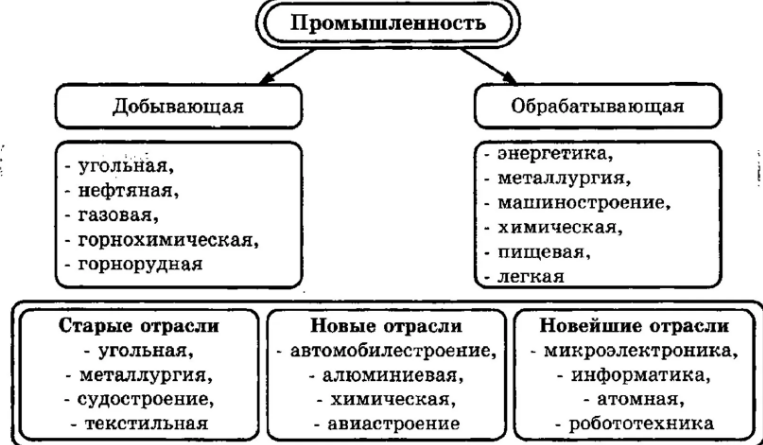 Промышленность
Добывающая
- угольная,
- нефтяная,
- газовая,
- горнохимическая,
- горнорудная
Обрабатывающая
- энергетика,
- металлургия,
- машиностроение,
- химическая,
- пищевая,
- легкая
Старые отрасли
- угольная,
- металлургия,
- судостроение,
- текстильная
Новые отрасли
- автомобилестроение,
- алюминиевая,
- химическая,
- авиастроение
Новейшие отрасли
- микроэлектроника,
- информатика,
- атомная,
- робототехника